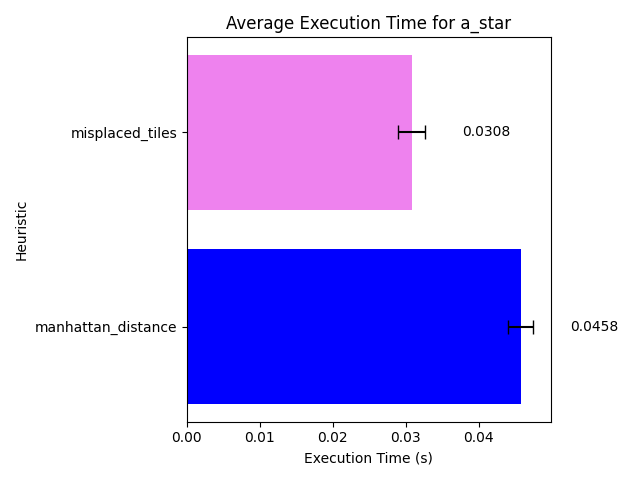 Average Execution Time for a_star
misplaced_tiles
0.0308
Heuristic
manhattan_distance
0.0458
0.00 0.01 0.02 0.03 0.04
Execution Time (s)